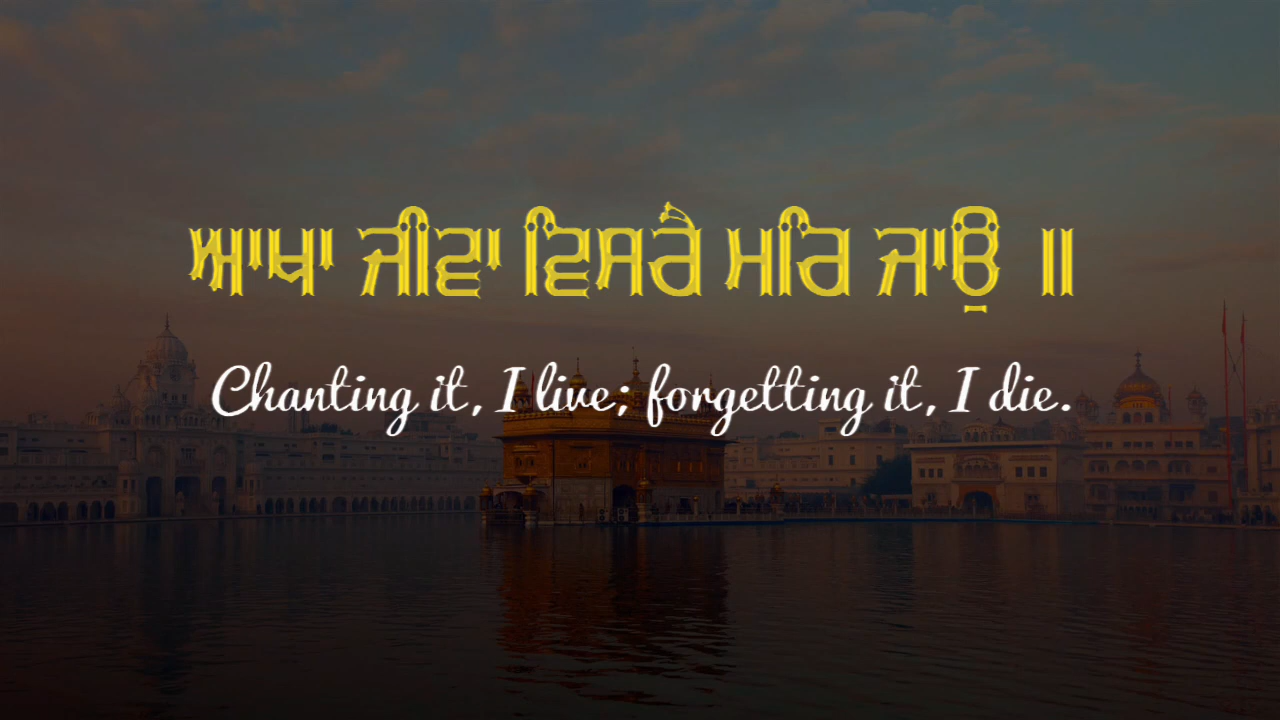 ਆਖਾ ਜੀਵਾ ਵਿਸਰੈ ਮਰਿ ਜਾਉ ॥
Chanting it, I live; forgetting it, I die.